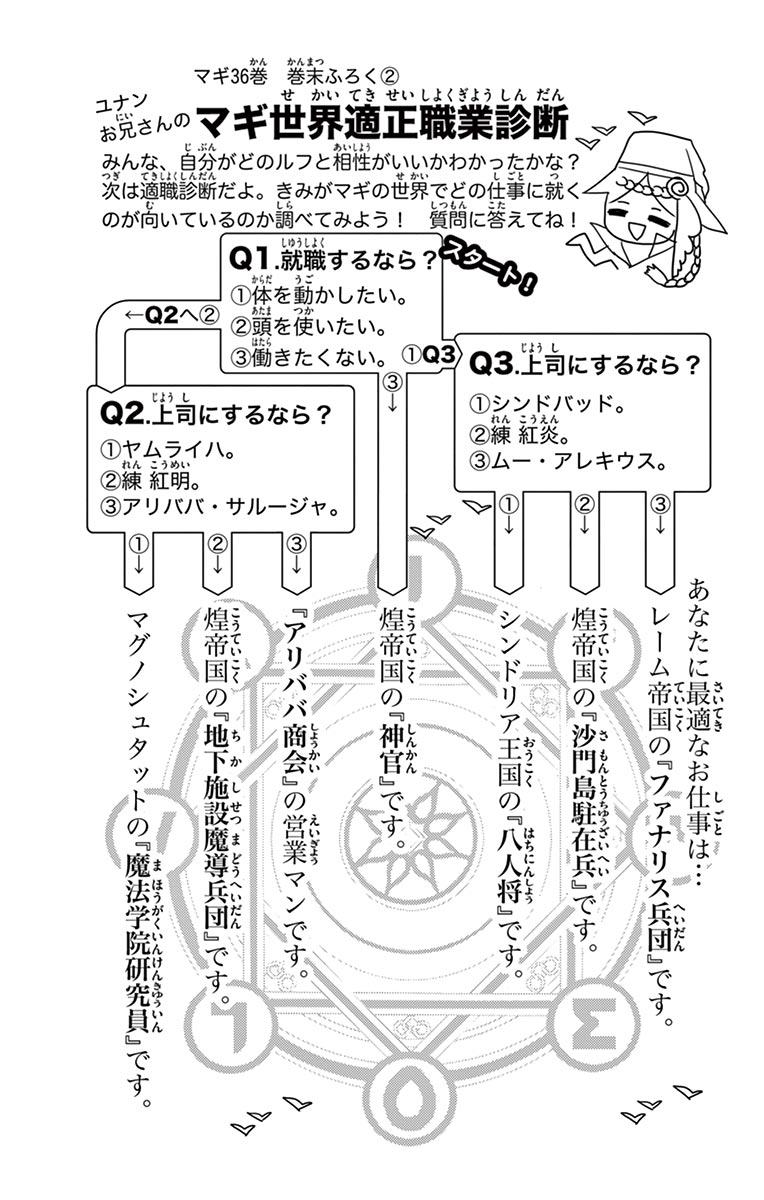 マギ36巻 巻末ふろく②
ユナンお兄さんの
マギ世界適正職業診断
みんな、自分がどのルフと相性がいいかわかったかな?
次は適職診断だよ。きみがマギの世界でどの仕事に就く
のが向いているのか調べてみよう! 質問に答えてね!
スタート!
Q1.就職するなら?
①体を動かしたい。
②頭を使いたい。
③働きたくない。
←Q2へ②
①Q3
③↓
Q2.上司にするなら?
①ヤムライハ。
②練 紅明。
③アリババ・サルージャ。
①↓
②↓
③↓
Q3.上司にするなら?
①シンドバッド。
②練 紅炎。
③ムー・アレキウス。
①↓
②↓
③↓
あなたに最適なお仕事は…
レーム帝国の『ファナリス兵団』です。
煌帝国の『沙門島駐在兵』です。
シンドリア王国の『八人将』です。
煌帝国の『神官』です。
『アリババ商会』の営業マンです。
煌帝国の『地下施設魔導兵団』です。
マグノシュタットの『魔法学院研究員』です。